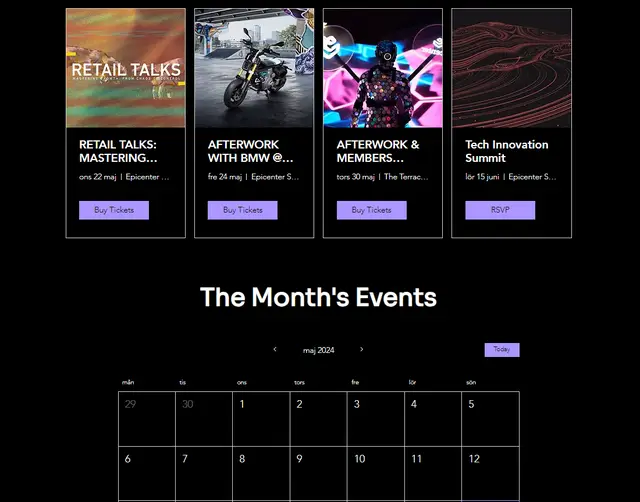 RETAIL TALKS
RETAIL TALKS:
MASTERING...
ons 22 maj | Epicenter ...
Buy Tickets
AFTERWORK
WITH BMW @...
fre 24 maj | Epicenter S...
Buy Tickets
AFTERWORK &
MEMBERS...
tors 30 maj | The Terrac...
Buy Tickets
Tech Innovation
Summit
lör 15 juni | Epicenter S...
RSVP
The Month's Events
maj 2024
Today
mån tis ons tors fre lör sön
29 30 1 2 3 4 5
6 7 8 9 10 11 12